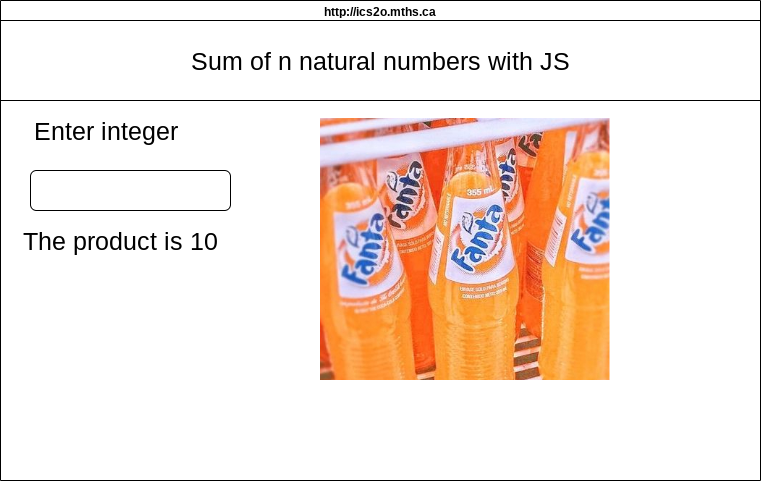 http://ics2o.mths.ca
Sum of n natural numbers with JS
Enter integer
The product is 10
Fanta
Fanta
Fanta
355 ml
Fanta
Fanta